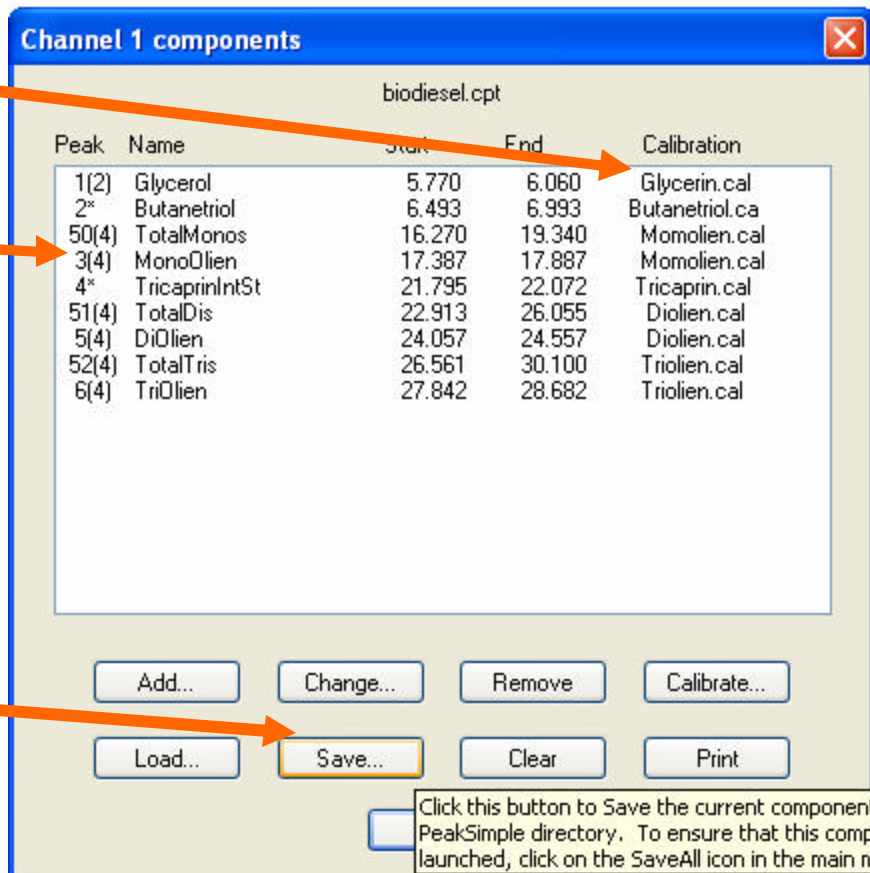 Channel 1 components
biodiesel.cpt
Peak Name Start End Calibration
1(2) Glycerol 5.770 6.060 Glycerin.cal
2* Butanetriol 6.493 6.993 Butanetriol.ca
50(4) TotalMonos 16.270 19.340 Momolien.cal
3(4) MonoOlien 17.387 17.887 Momolien.cal
4* TricaprinIntSt 21.795 22.072 Tricaprin.cal
51(4) TotalDis 22.913 26.055 Diolien.cal
5(4) DiOlien 24.057 24.557 Diolien.cal
52(4) TotalTris 26.561 30.100 Triolien.cal
6(4) TriOlien 27.842 28.682 Triolien.cal
Add... Change... Remove Calibrate...
Load... Save... Clear Print
Click this button to Save the current component
PeakSimple directory. To ensure that this comp
launched, click on the SaveAll icon in the main m